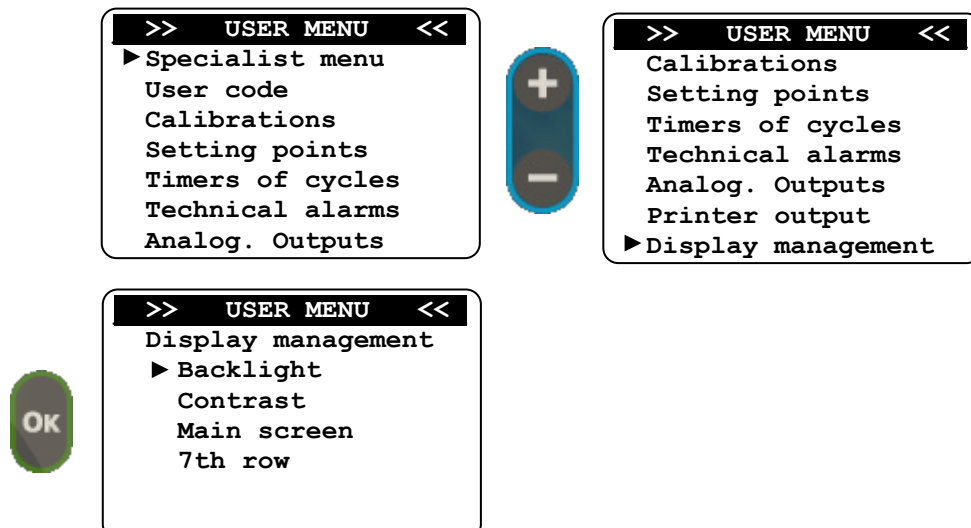 >> USER MENU <<
►Specialist menu
User code
Calibrations
Setting points
Timers of cycles
Technical alarms
Analog. Outputs
+
−
>> USER MENU <<
Calibrations
Setting points
Timers of cycles
Technical alarms
Analog. Outputs
Printer output
►Display management
OK
>> USER MENU <<
Display management
►Backlight
Contrast
Main screen
7th row